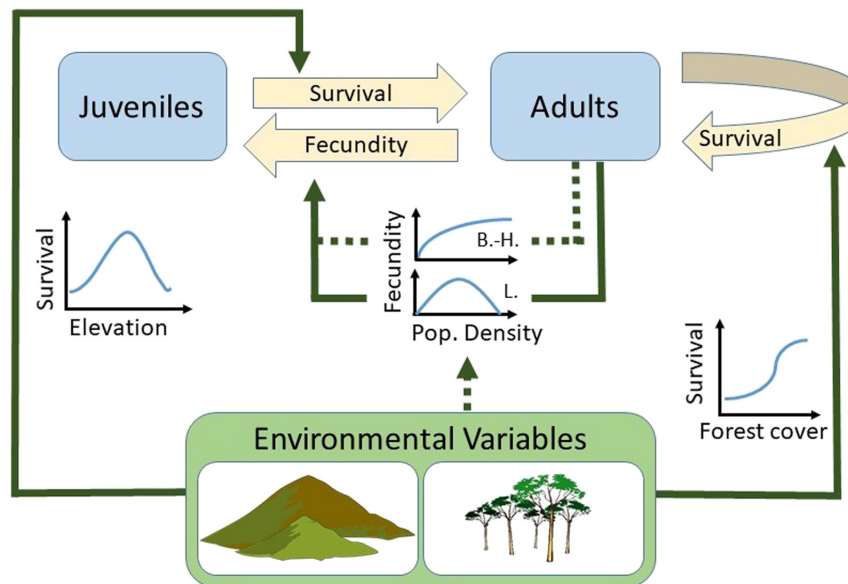 Juveniles
Survival
Fecundity
Adults
Survival
Survival
Elevation
Fecundity
B.-H.
L.
Pop. Density
Survival
Forest cover
Environmental Variables